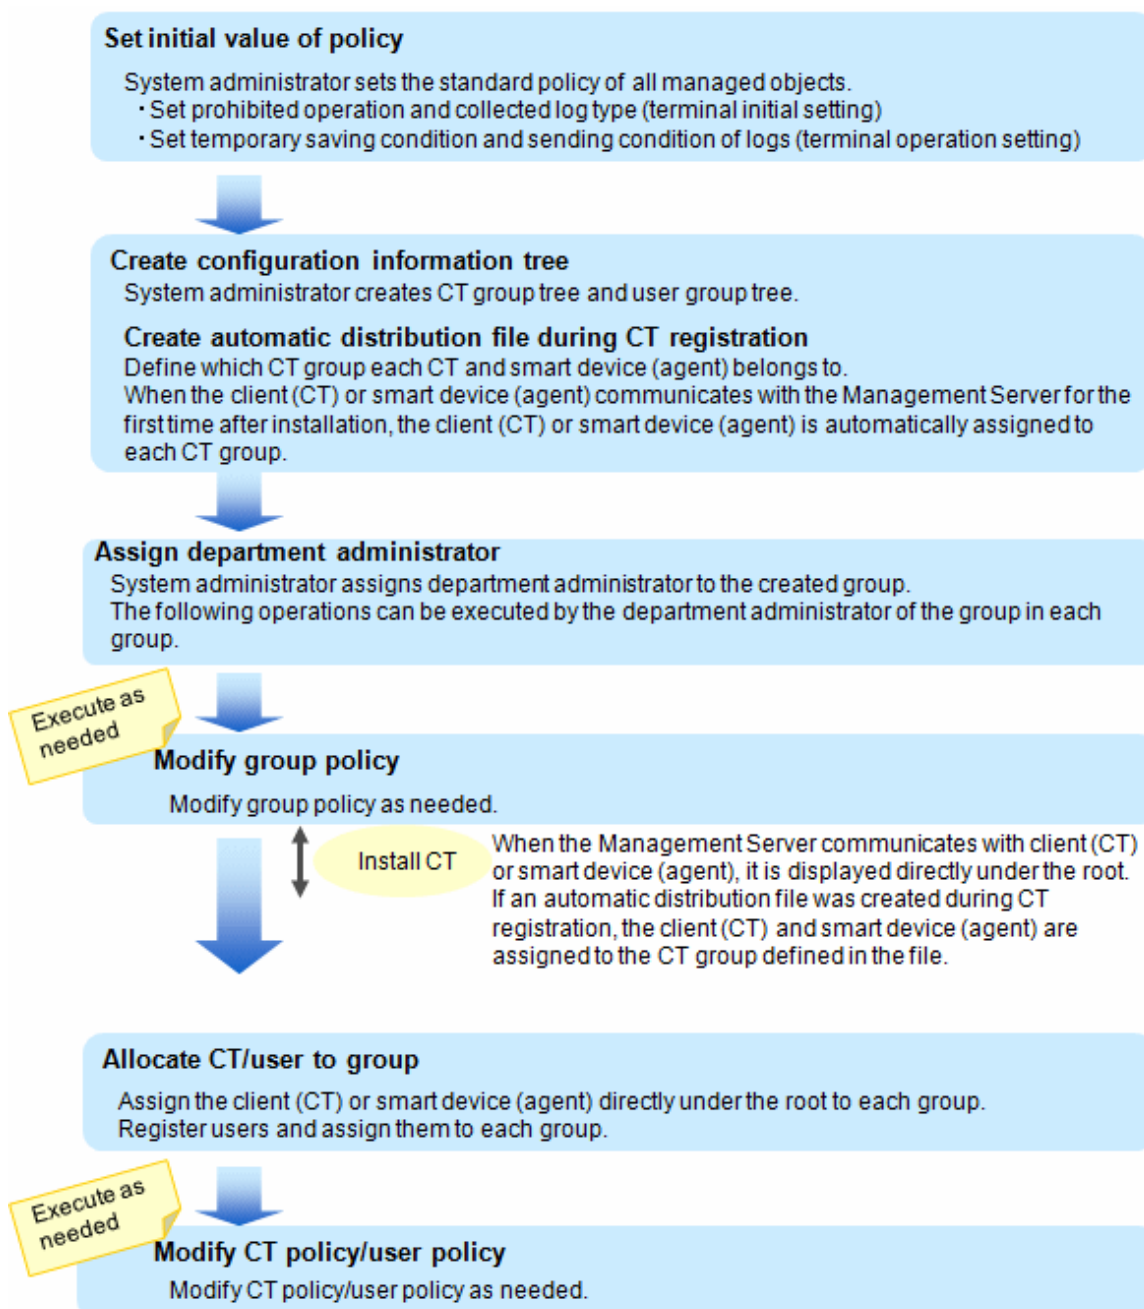 Set initial value of policy
System administrator sets the standard policy of all managed objects.
・Set prohibited operation and collected log type (terminal initial setting)
・Set temporary saving condition and sending condition of logs (terminal operation setting)
Create configuration information tree
System administrator creates CT group tree and user group tree.
Create automatic distribution file during CT registration
Define which CT group each CT and smart device (agent) belongs to.
When the client (CT) or smart device (agent) communicates with the Management Server for the
first time after installation, the client (CT) or smart device (agent) is automatically assigned to
each CT group.
Assign department administrator
System administrator assigns department administrator to the created group.
The following operations can be executed by the department administrator of the group in each
group.
Execute as
needed
Modify group policy
Modify group policy as needed.
Install CT
When the Management Server communicates with client (CT)
or smart device (agent), it is displayed directly under the root.
If an automatic distribution file was created during CT
registration, the client (CT) and smart device (agent) are
assigned to the CT group defined in the file.
Allocate CT/user to group
Assign the client (CT) or smart device (agent) directly under the root to each group.
Register users and assign them to each group.
Execute as
needed
Modify CT policy/user policy
Modify CT policy/user policy as needed.